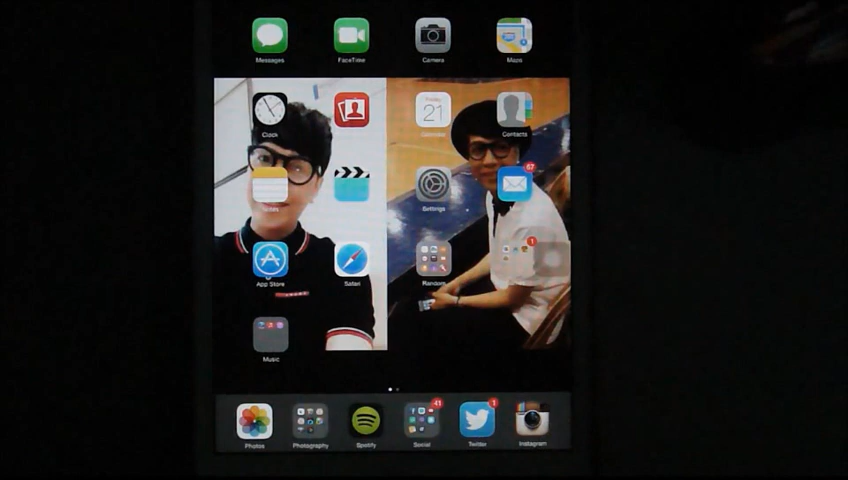 Messages FaceTime Camera Maps
Clock Contacts
21
Settings
67
App Store Safari Random
1
Music
41 1
Photos Photography Spotify Social Twitter Instagram